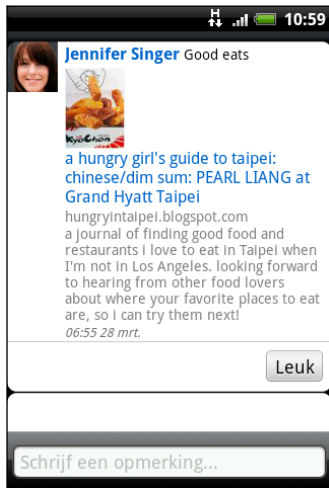 H 10:59
Jennifer Singer Good eats
KyoChon
a hungry girl's guide to taipei:
chinese/dim sum: PEARL LIANG at
Grand Hyatt Taipei
hungryintaipei.blogspot.com
a journal of finding good food and
restaurants i love to eat in Taipei when
I'm not in Los Angeles. looking forward
to hearing from other food lovers
about where your favorite places to eat
are, so i can try them next!
06:55 28 mrt.
Leuk
Schrijf een opmerking...